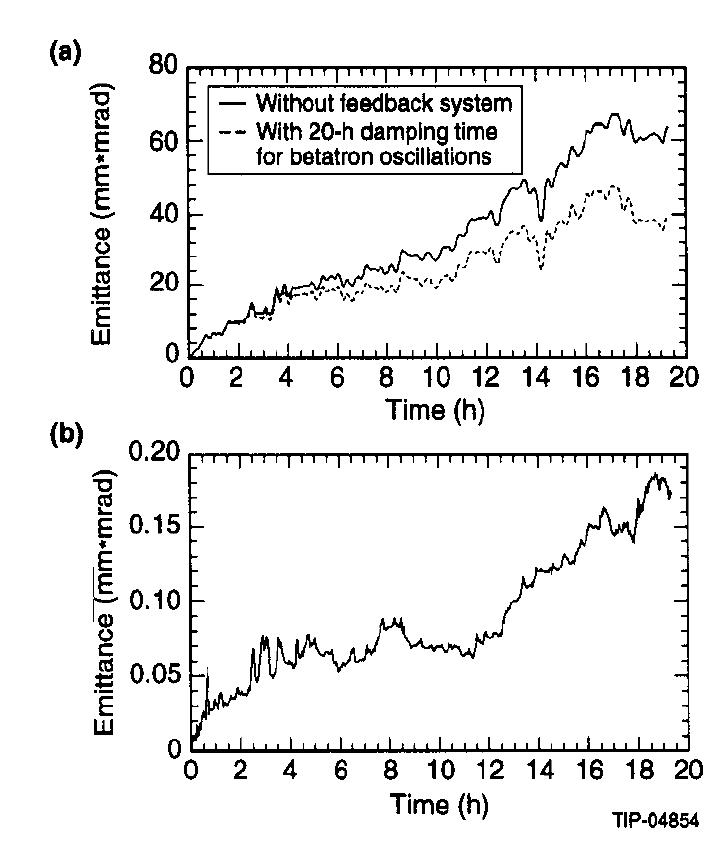 (a)
80
60
40
20
0
Emittance (mm*mrad)
Without feedback system
With 20-h damping time
for betatron oscillations
0 2 4 6 8 10 12 14 16 18 20
Time (h)
(b)
0.20
0.15
0.10
0.05
0
Emittance (mm*mrad)
0 2 4 6 8 10 12 14 16 18 20
Time (h)
TIP-04854